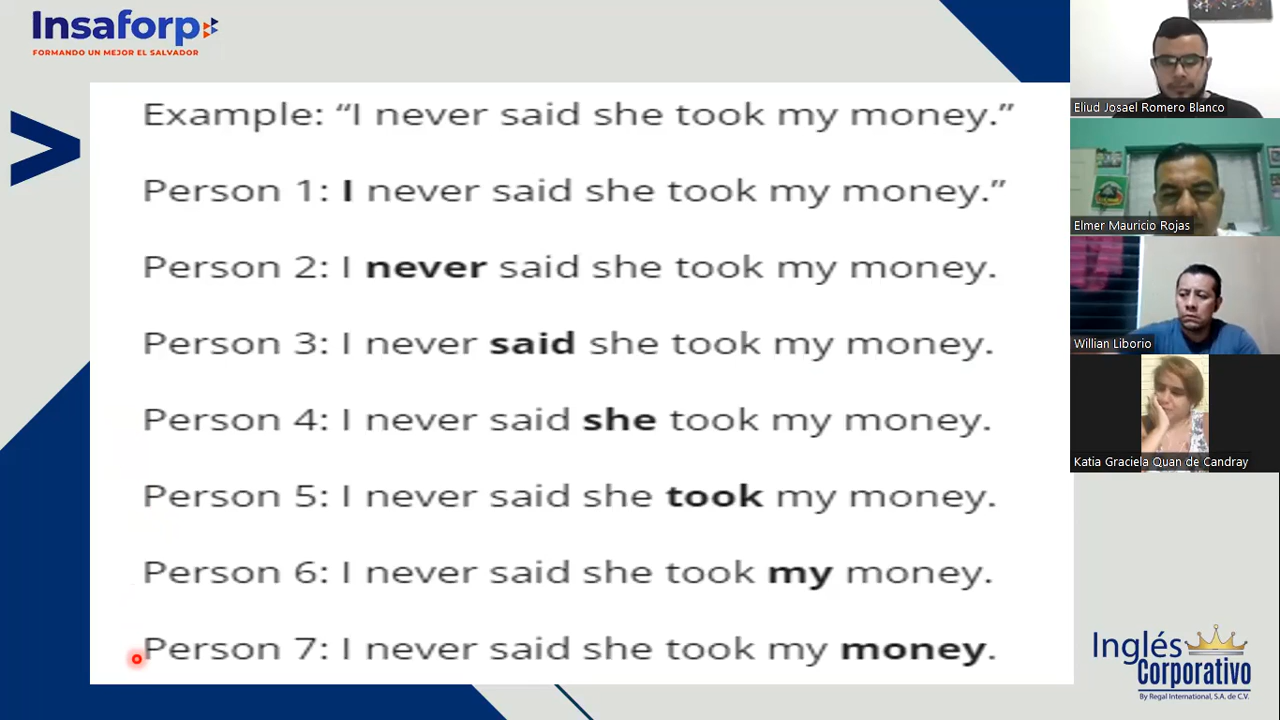 Insaforp
FORMANDO UN MEJOR EL SALVADOR
Example: “I never said she took my money.”
Person 1: I never said she took my money.”
Person 2: I never said she took my money.
Person 3: I never said she took my money.
Person 4: I never said she took my money.
Person 5: I never said she took my money.
Person 6: I never said she took my money.
Person 7: I never said she took my money.
Eliud Josael Romero Blanco
Elmer Mauricio Rojas
Willian Liborio
Katia Graciela Quan de Candray
Inglés
Corporativo
By Regal International, S.A. de C.V.